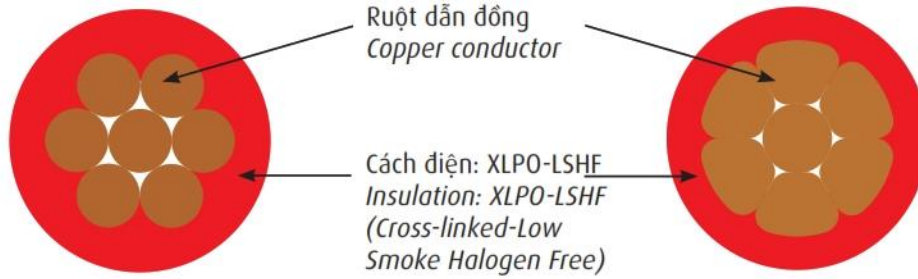 Ruột dẫn đồng
Copper conductor
Cách điện: XLPO-LSHF
Insulation: XLPO-LSHF
(Cross-linked-Low
Smoke Halogen Free)